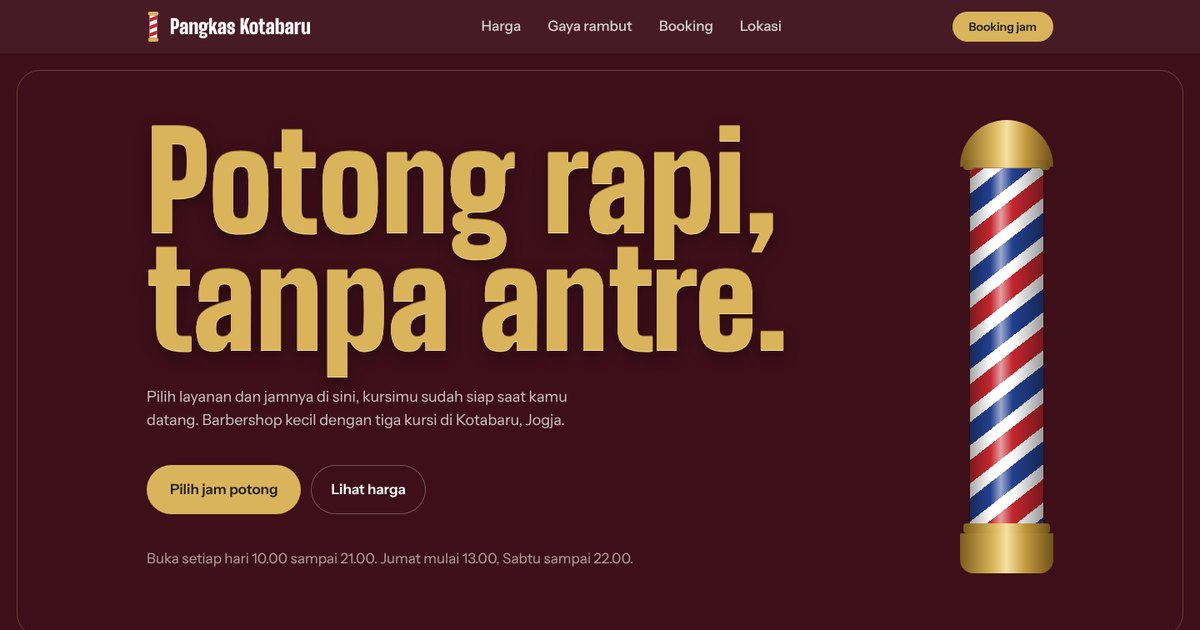 Pangkas Kotabaru
Harga
Gaya rambut
Booking
Lokasi
Booking jam
Potong rapi,
tanpa antre.
Pilih layanan dan jamnya di sini, kursimu sudah siap saat kamu
datang. Barbershop kecil dengan tiga kursi di Kotabaru, Jogja.
Pilih jam potong
Lihat harga
Buka setiap hari 10.00 sampai 21.00. Jumat mulai 13.00, Sabtu sampai 22.00.